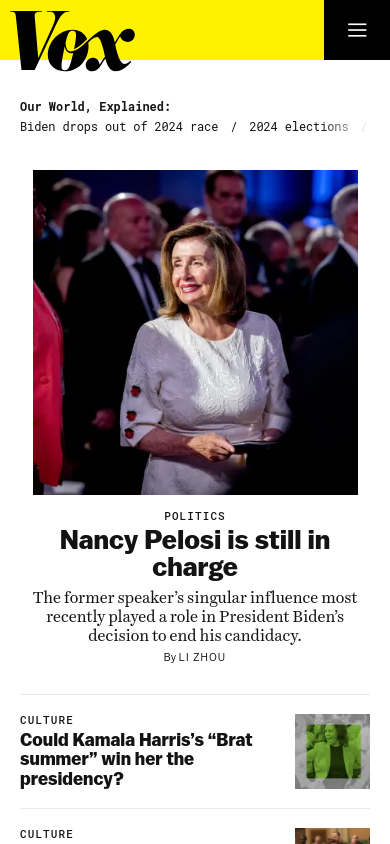 Vox
Our World, Explained:
Biden drops out of 2024 race / 2024 elections /
POLITICS
Nancy Pelosi is still in
charge
The former speaker’s singular influence most
recently played a role in President Biden’s
decision to end his candidacy.
By LI ZHOU
CULTURE
Could Kamala Harris’s “Brat
summer” win her the
presidency?
CULTURE